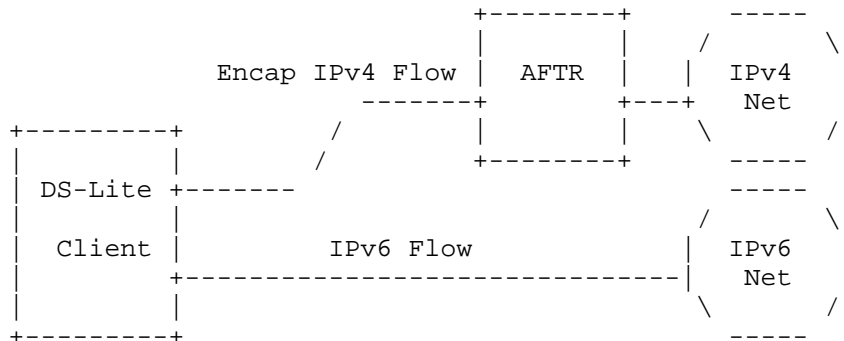 Encap IPv4 Flow AFTR IPv4
Net
DS-Lite
Client IPv6 Flow IPv6
Net